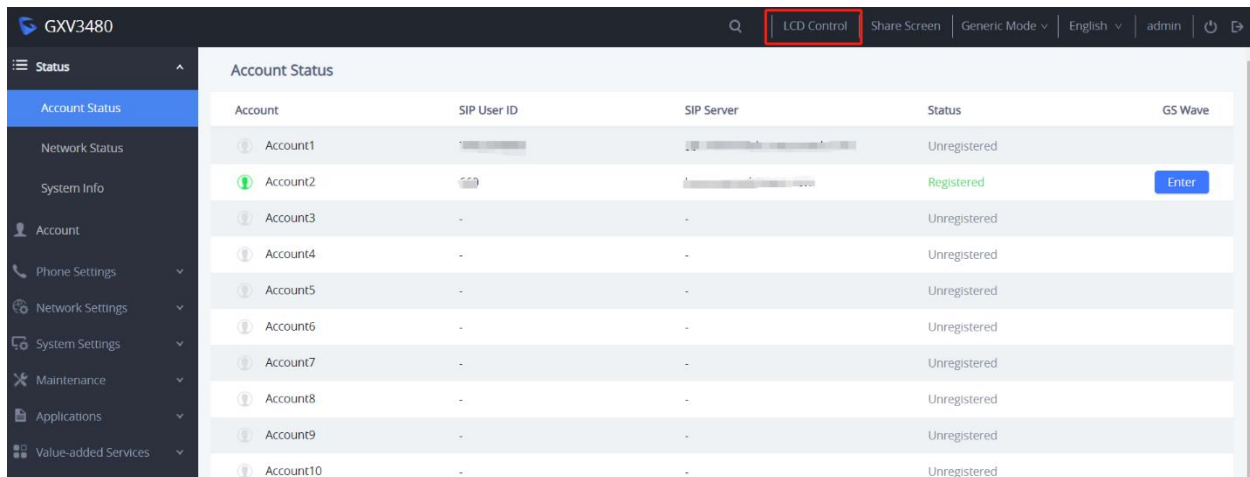 GXV3480
LCD Control Share Screen Generic Mode English admin
Status
Account Status
Network Status
System Info
Account
Phone Settings
Network Settings
System Settings
Maintenance
Applications
Value-added Services
Account Status
Account SIP User ID SIP Server Status GS Wave
Account1 Unregistered
Account2 Registered Enter
Account3 - - Unregistered
Account4 - - Unregistered
Account5 - - Unregistered
Account6 - - Unregistered
Account7 - - Unregistered
Account8 - - Unregistered
Account9 - - Unregistered
Account10 - - Unregistered